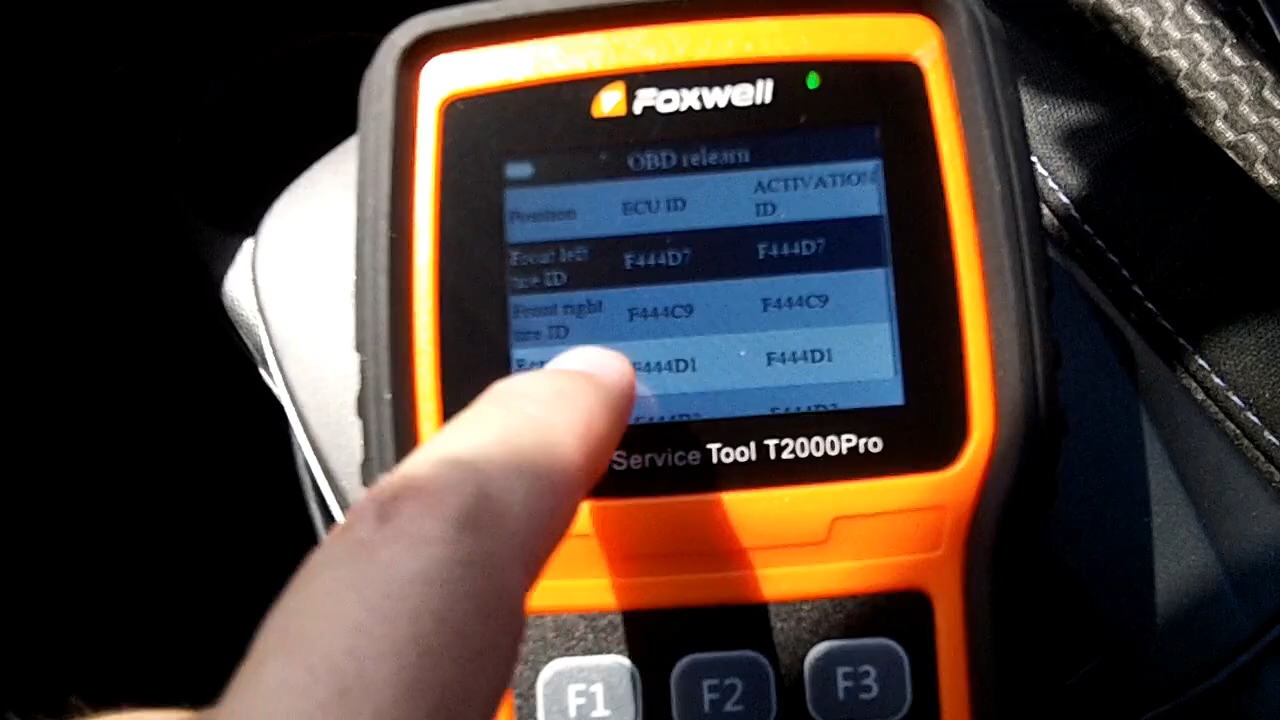 Foxwell
OBD relearn
Position ECU ID ACTIVATION
ID
Front left
tire ID F444D7 F444D7
Front right
tire ID F444C9 F444C9
F444D1 F444D1
Service Tool T2000Pro
F1 F2 F3